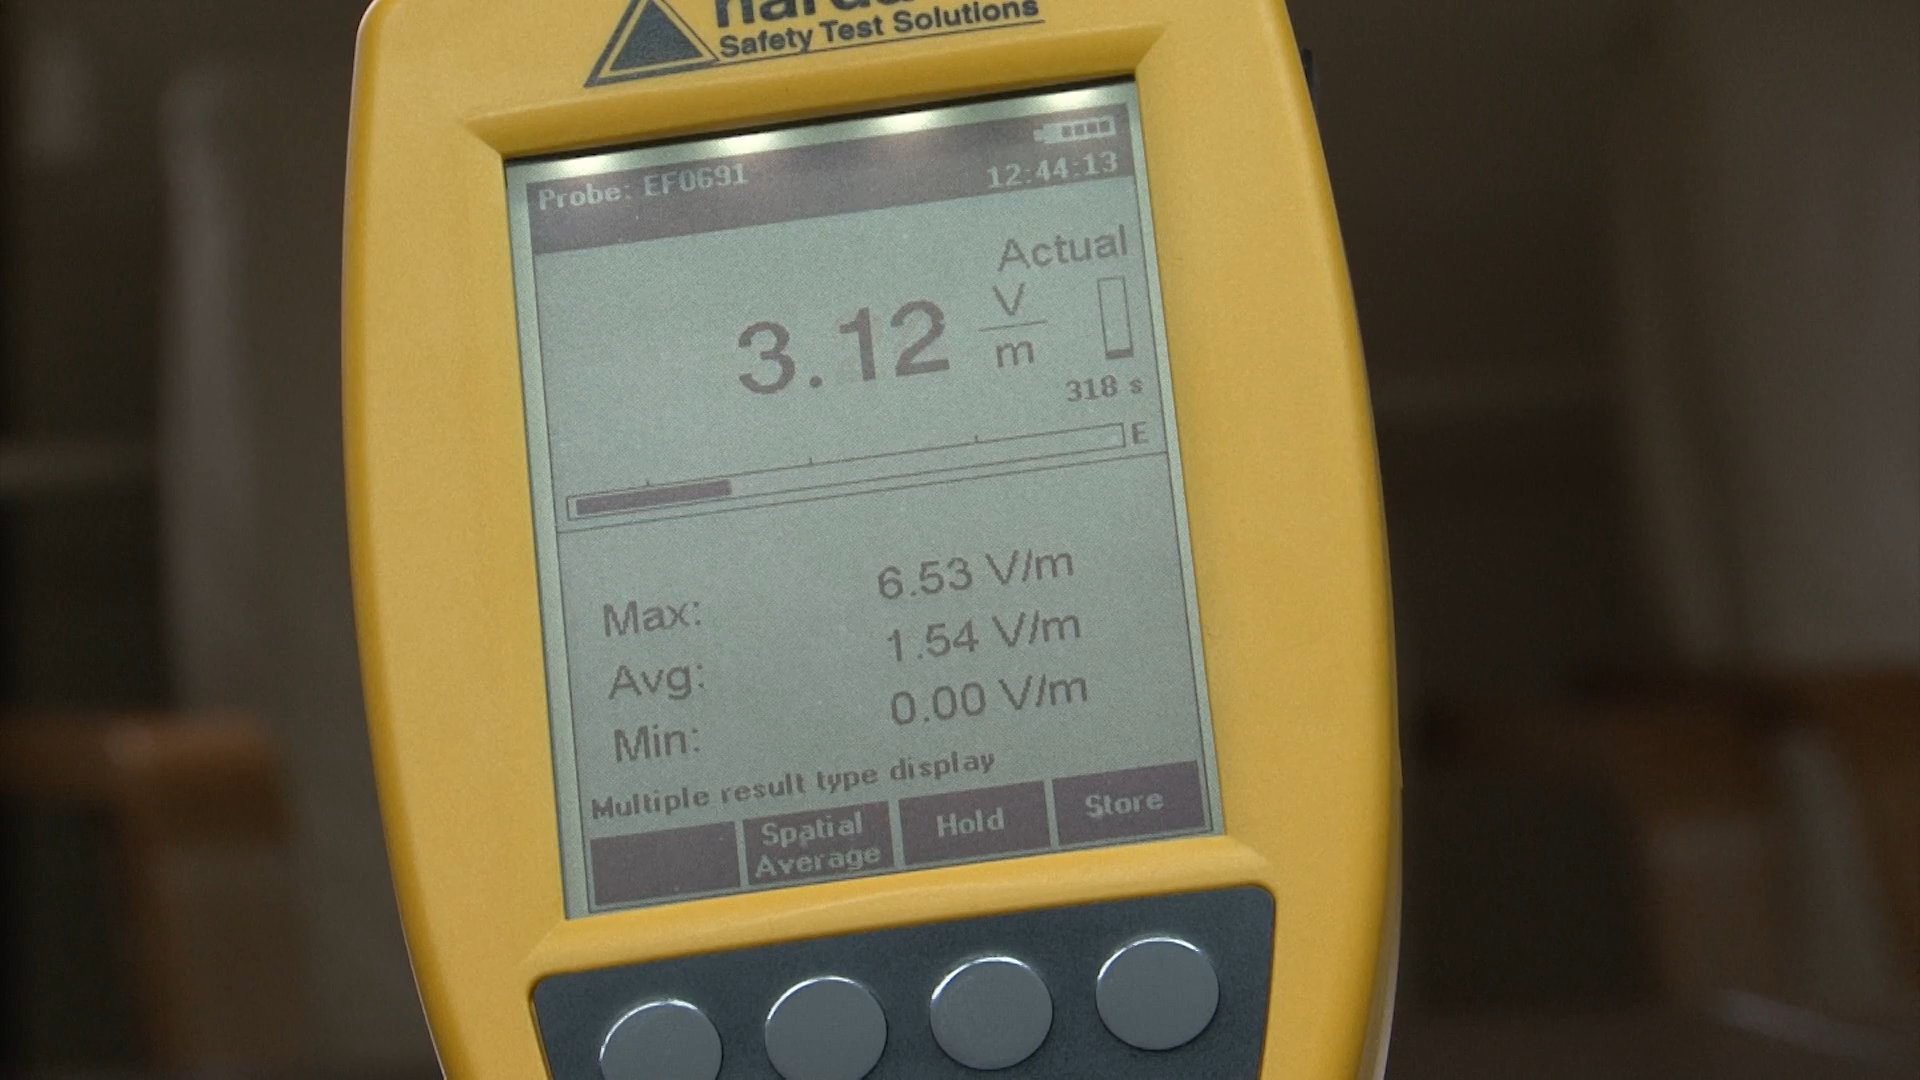 narda
Safety Test Solutions
Probe: EF0691
12:44:13
Actual
3.12 V/m
318 s
E
Max: 6.53 V/m
Avg: 1.54 V/m
Min: 0.00 V/m
Multiple result type display
Spatial Average
Hold
Store